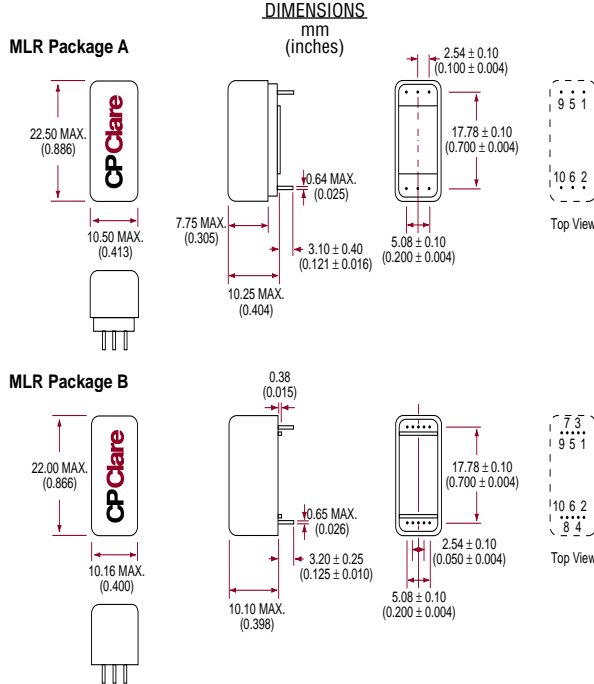 DIMENSIONS
mm
(inches)
MLR Package A
22.50 MAX.
(0.886)
CP Clare
10.50 MAX.
(0.413)
0.64 MAX.
(0.025)
7.75 MAX.
(0.305)
3.10 ± 0.40
(0.121 ± 0.016)
10.25 MAX.
(0.404)
2.54 ± 0.10
(0.100 ± 0.004)
17.78 ± 0.10
(0.700 ± 0.004)
5.08 ± 0.10
(0.200 ± 0.004)
9 5 1
10 6 2
Top View
MLR Package B
22.00 MAX.
(0.866)
CP Clare
10.16 MAX.
(0.400)
0.38
(0.015)
0.65 MAX.
(0.026)
3.20 ± 0.25
(0.125 ± 0.010)
10.10 MAX.
(0.398)
17.78 ± 0.10
(0.700 ± 0.004)
2.54 ± 0.10
(0.050 ± 0.004)
5.08 ± 0.10
(0.200 ± 0.004)
7 3
9 5 1
10 6 2
8 4
Top View